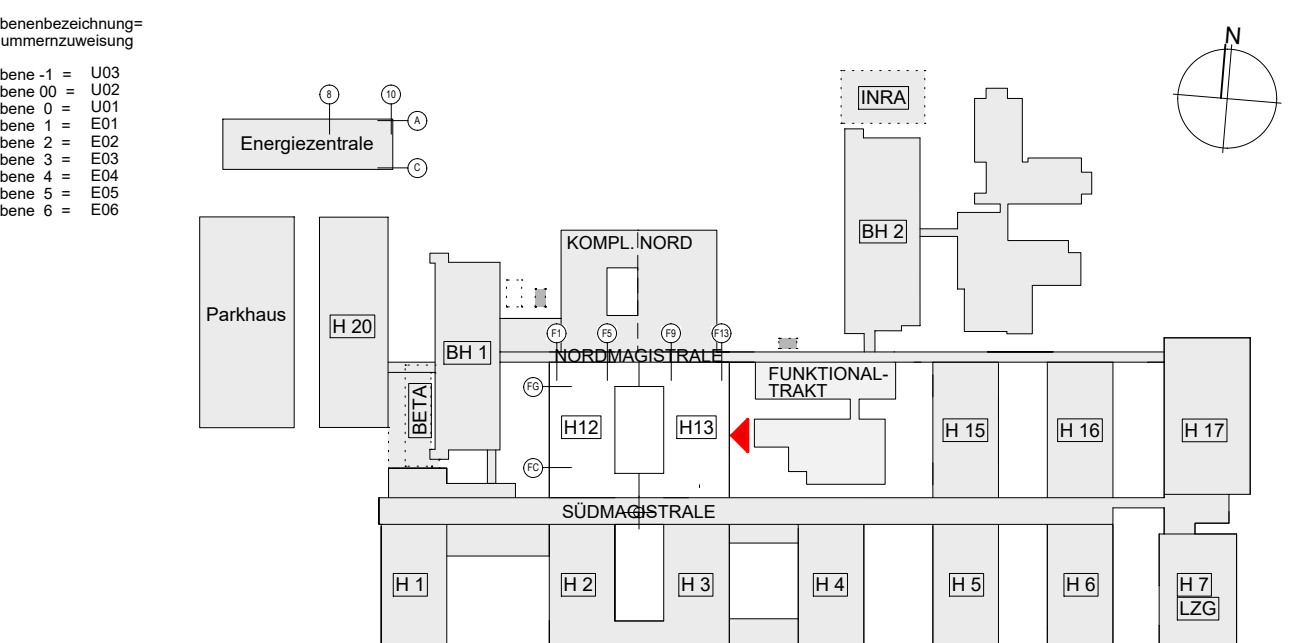 benenbezeichnung=
ummernzuweisung
bene -1 = U03
bene 00 = U02
bene 0 = U01
bene 1 = E01
bene 2 = E02
bene 3 = E03
bene 4 = E04
bene 5 = E05
bene 6 = E06
N
INRA
8
10
A
Energiezentrale
C
BH 2
KOMPL. NORD
Parkhaus
H 20
F1
F5
F9
F13
BH 1
NORDMAGISTRALE
FUNKTIONAL-
TRAKT
FG
BETA
H12
H13
H 15
H 16
H 17
FC
SÜDMAGISTRALE
H 1
H 2
H 3
H 4
H 5
H 6
H 7
LZG